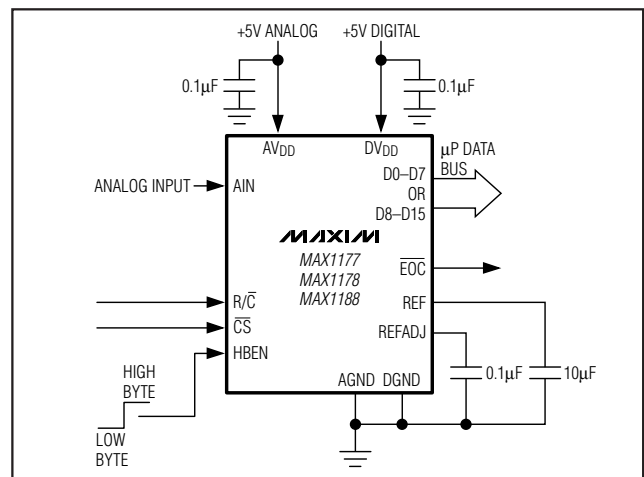 +5V ANALOG
+5V DIGITAL
0.1µF
0.1µF
AVDD
DVDD
µP DATA
BUS
D0–D7
OR
D8–D15
ANALOG INPUT
AIN
MAXIM
MAX1177
MAX1178
MAX1188
EOC
R/C
REF
CS
REFADJ
HBEN
HIGH
BYTE
LOW
BYTE
AGND
DGND
0.1µF
10µF